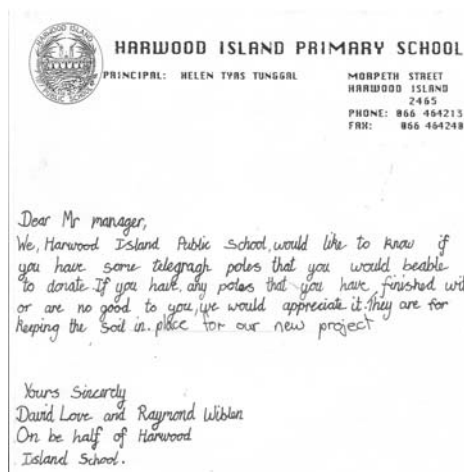 HARWOOD ISLAND PRIMARY SCHOOL
PRINCIPAL: HELEN TYAS TUNGGAL
MORPETH STREET
HARWOOD ISLAND
2465
PHONE: 066 464213
FAX: 066 464248
Dear Mr manager,
We, Harwood Island Public School, would like to know if
you have some telegragh poles that you would beable
to donate. If you have, any poles that you have, finished wit
or are no good to you, we would appreciate it. They are for
keeping the soil in place for our new project
Yours Sincerly
David Love and Raymond Wiblen
On be half of Harwood
Island School.